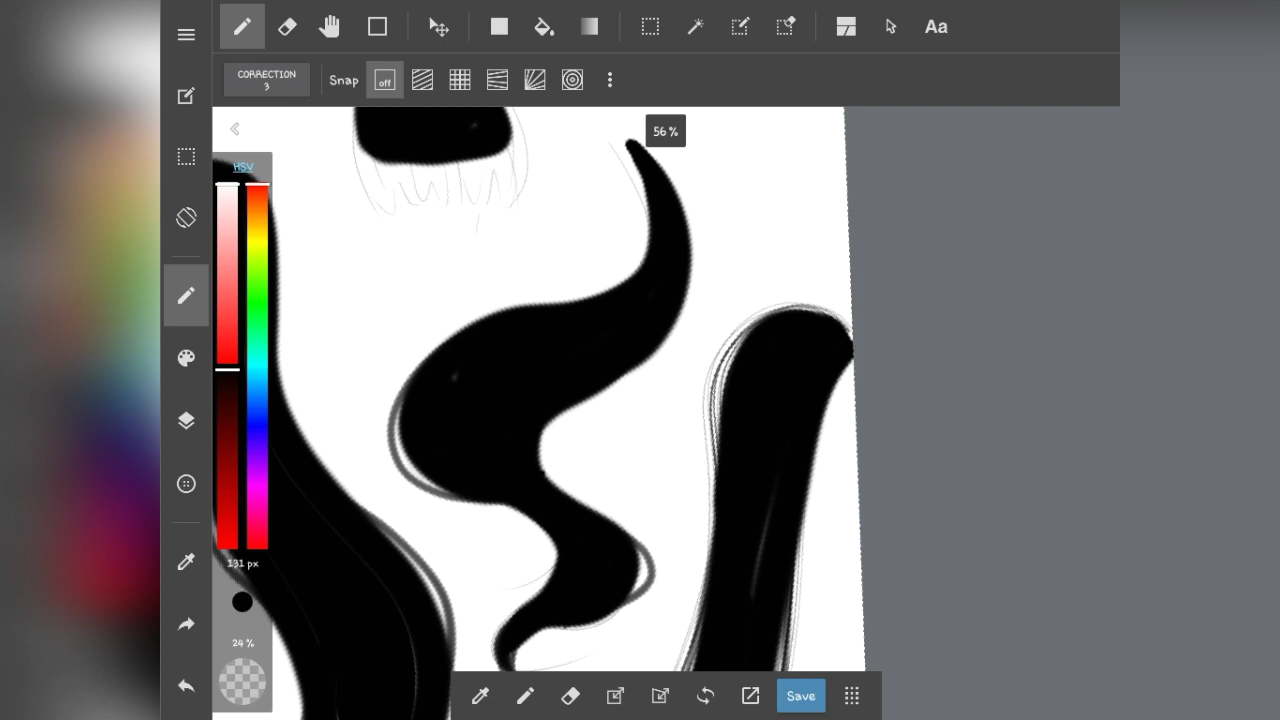 Aa
CORRECTION
3
Snap
off
56 %
HSV
131 px
24 %
Save